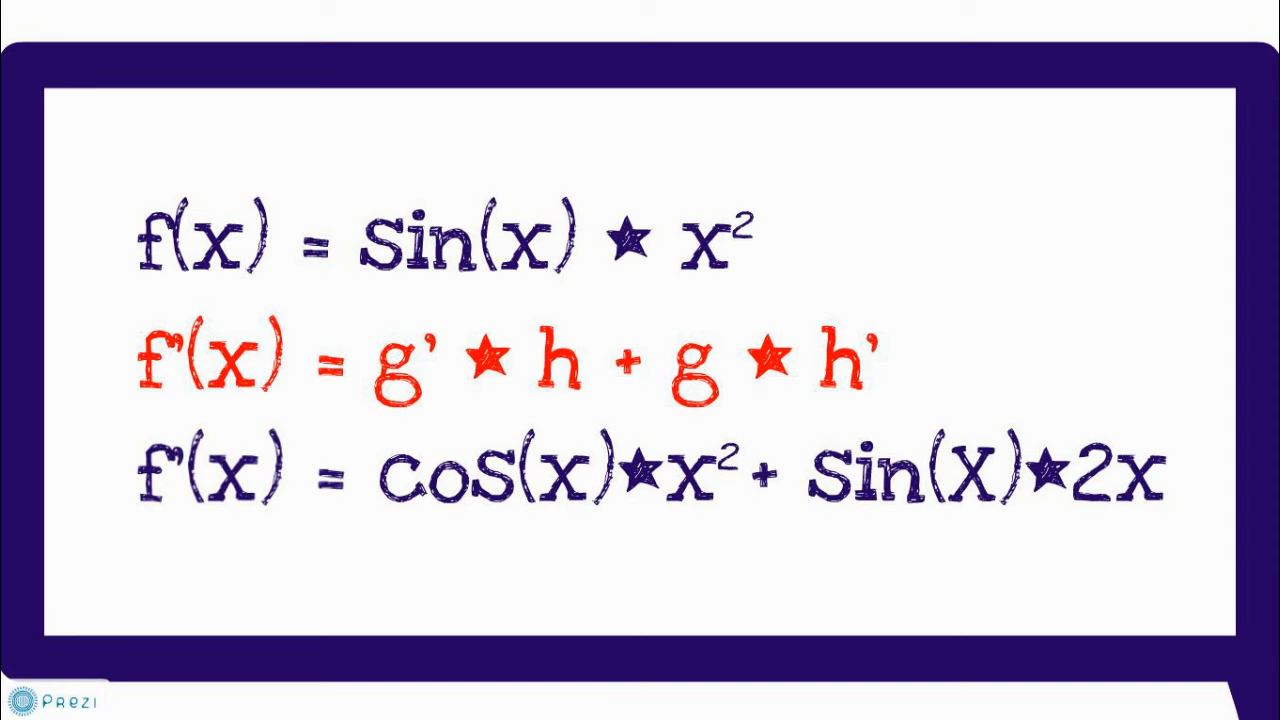 f(x) = sin(x) ★ x²
f'(x) = g' ★ h + g ★ h'
f'(x) = cos(x)★x²+ sin(X)★2x
Prezi